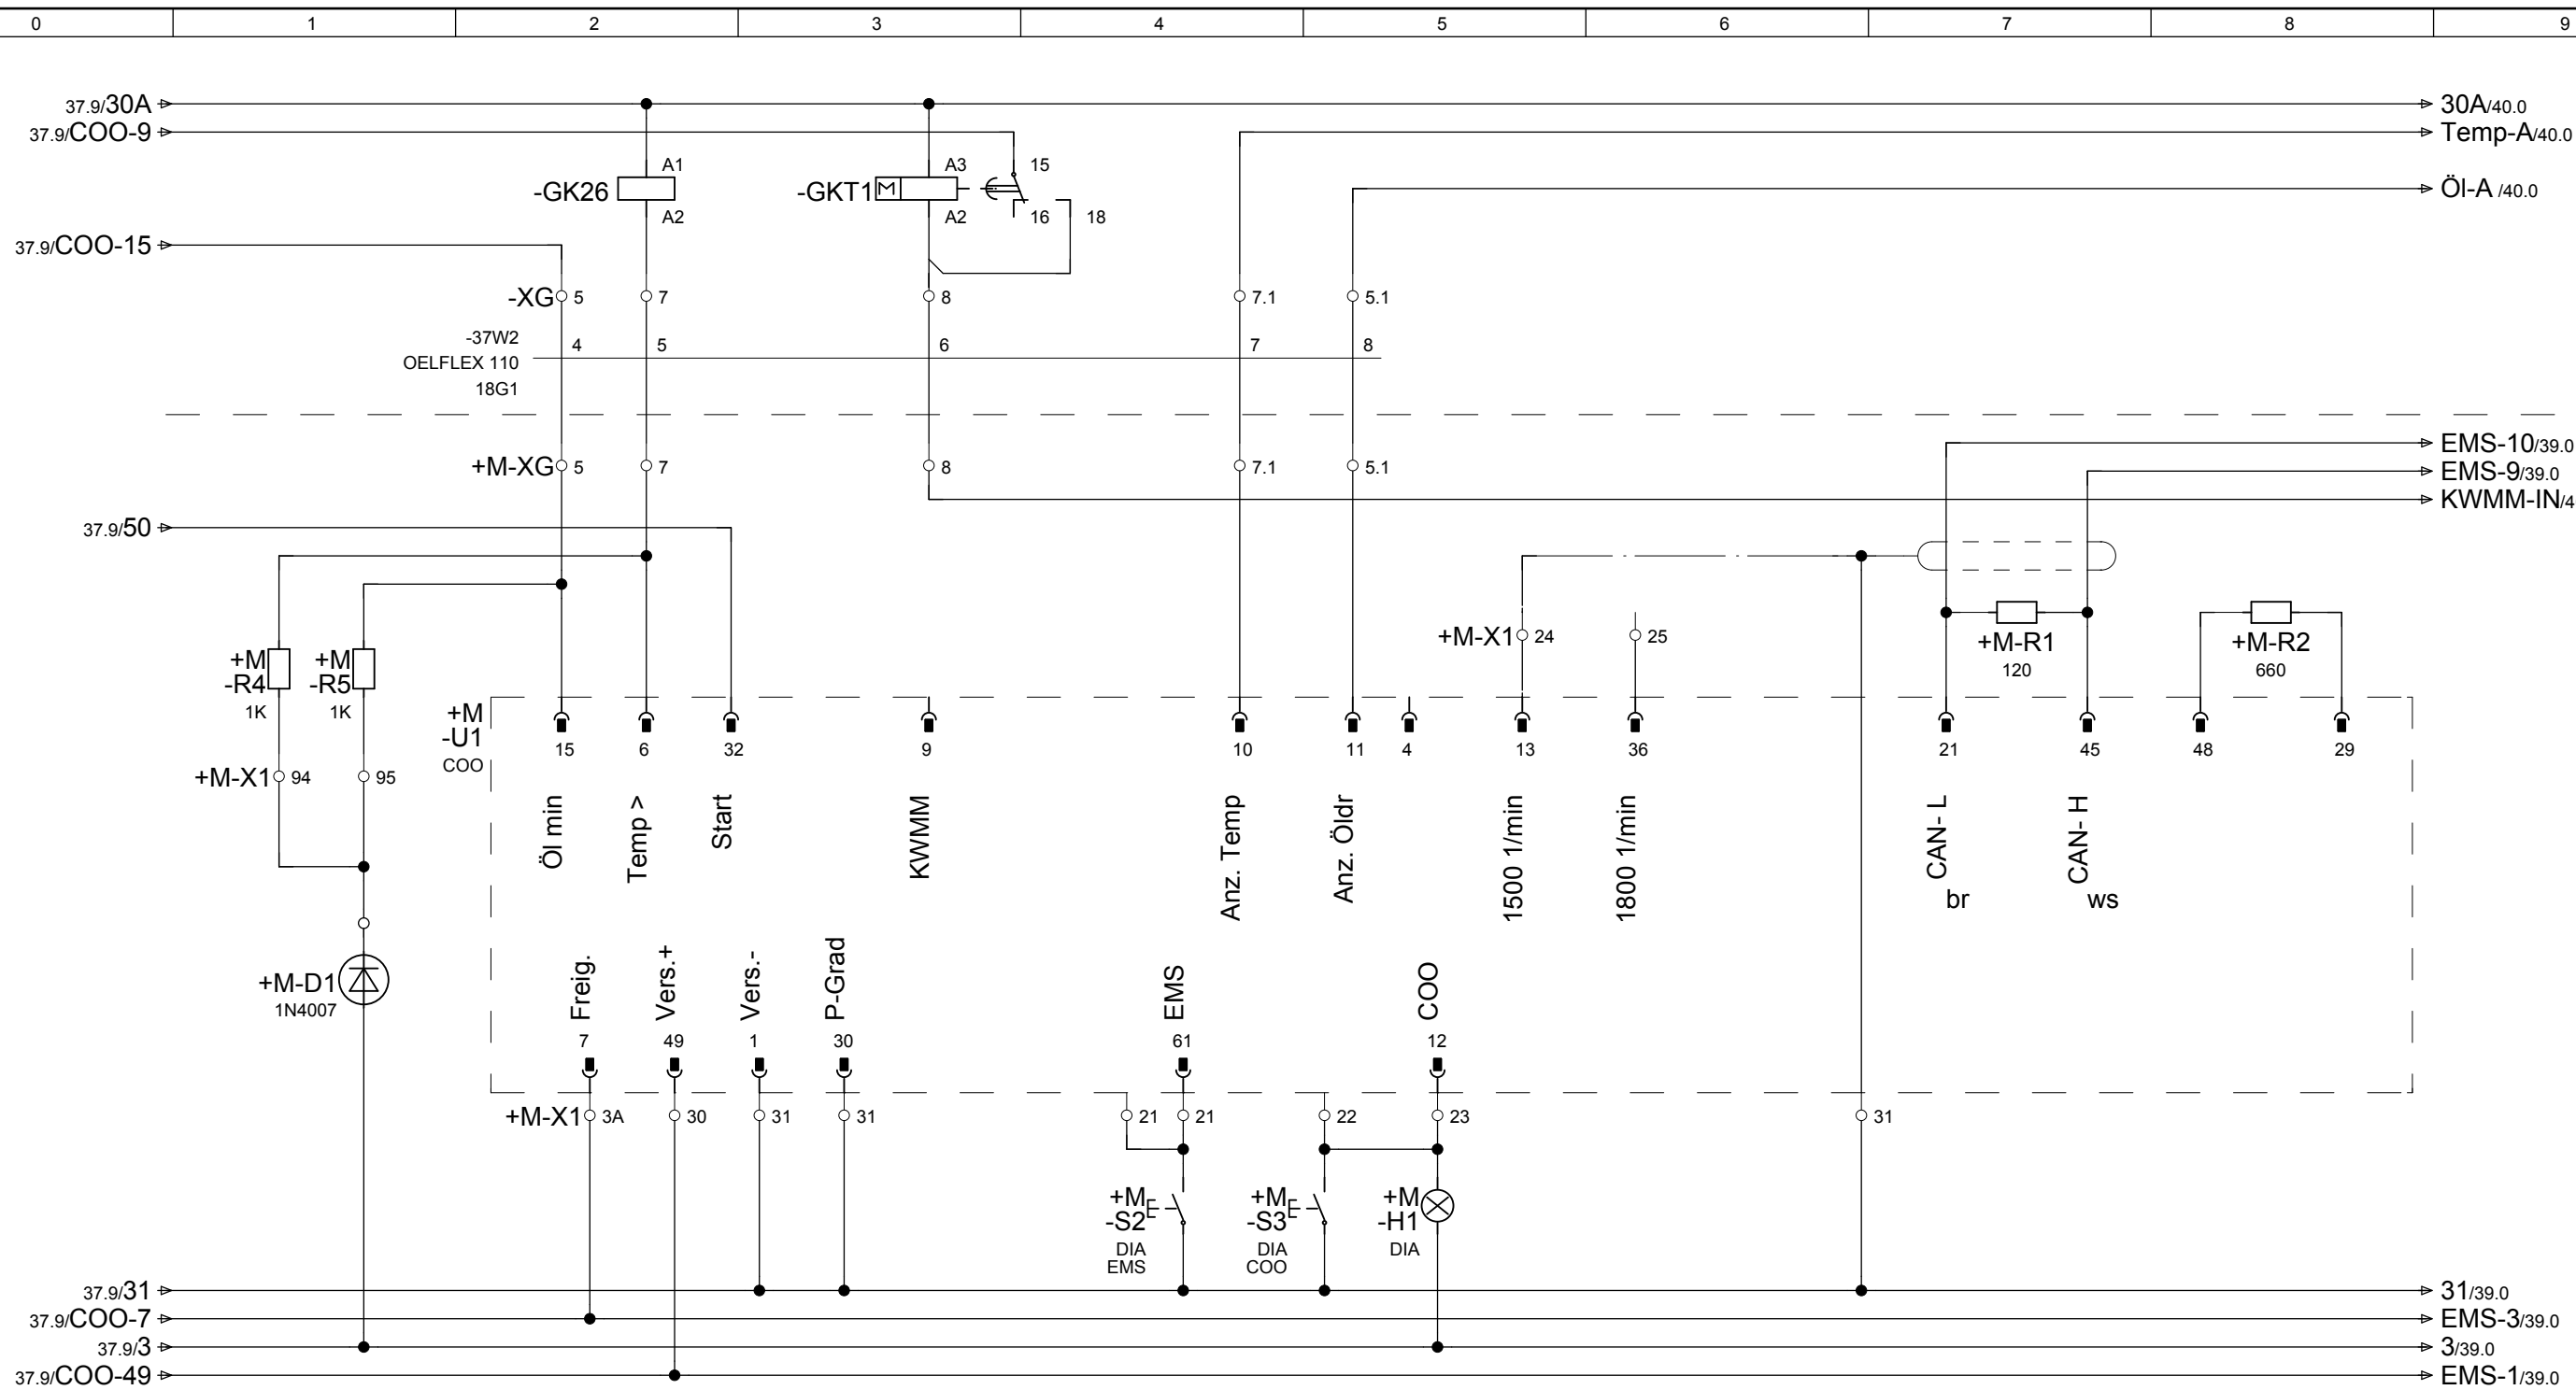 0 1 2 3 4 5 6 7 8 9
37.9/30A 30A/40.0
37.9/COO-9 Temp-A/40.0
A1 A3 15
-GK26 -GKT1 M Öl-A /40.0
A2 A2 16 18
37.9/COO-15
-XG 5 7 8 7.1 5.1
-37W2 4 5 6 7 8
OELFLEX 110
18G1
EMS-10/39.0
+M-XG 5 7 8 7.1 5.1
EMS-9/39.0
KWMM-IN/4
37.9/50
+M-X1 24 25
+M-R1 +M-R2
120 660
+M +M
-R4 -R5
1K 1K
+M
-U1
COO
15 6 32 9 10 11 4 13 36 21 45 48 29
+M-X1 94 95
Öl min
Temp >
Start
KWMM
Anz. Temp
Anz. Öldr
1500 1/min
1800 1/min
CAN- L
CAN- H
br ws
+M-D1
1N4007
Freig.
Vers.+
Vers.-
P-Grad
EMS
COO
7 49 1 30 61 12
+M-X1 3A 30 31 31 21 21 22 23 31
+M E +M E +M
-S2 -S3 -H1
DIA DIA DIA
EMS COO
37.9/31 31/39.0
37.9/COO-7 EMS-3/39.0
37.9/3 3/39.0
37.9/COO-49 EMS-1/39.0